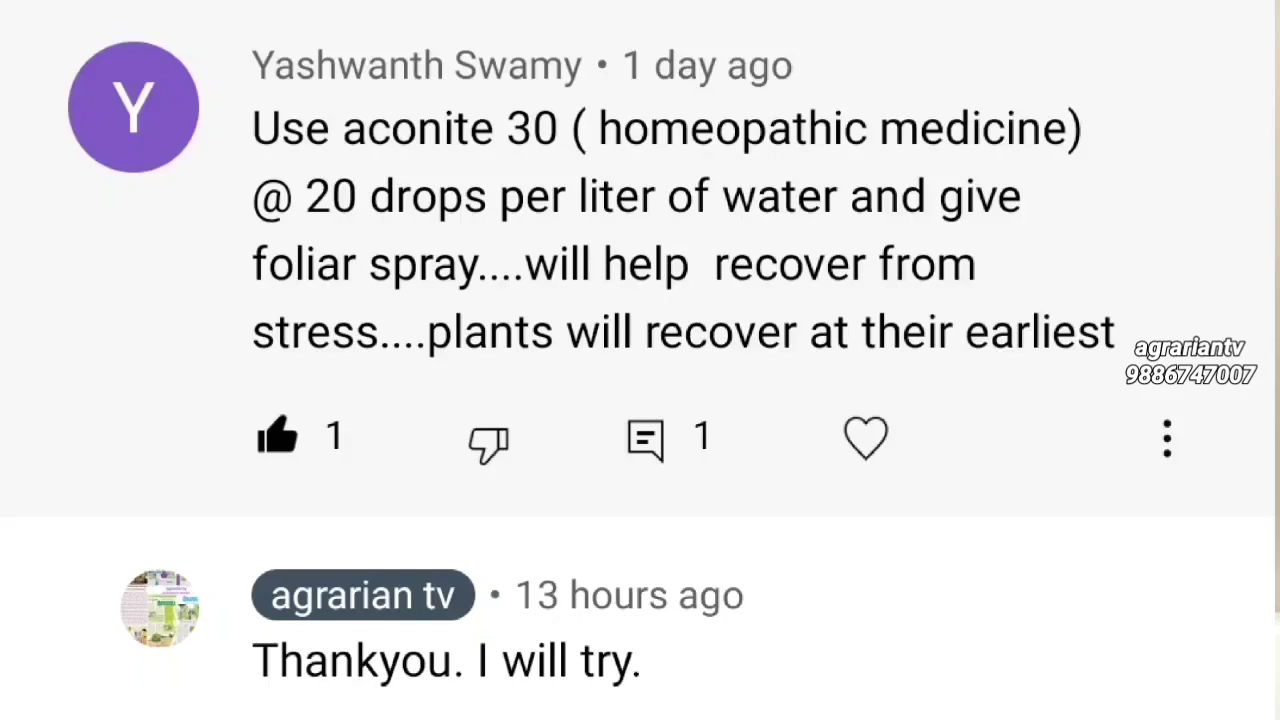 Y
Yashwanth Swamy • 1 day ago
Use aconite 30 ( homeopathic medicine)
@ 20 drops per liter of water and give
foliar spray....will help  recover from
stress....plants will recover at their earliest
agrariantv
9886747007
1
1
agrarian tv • 13 hours ago
Thankyou. I will try.